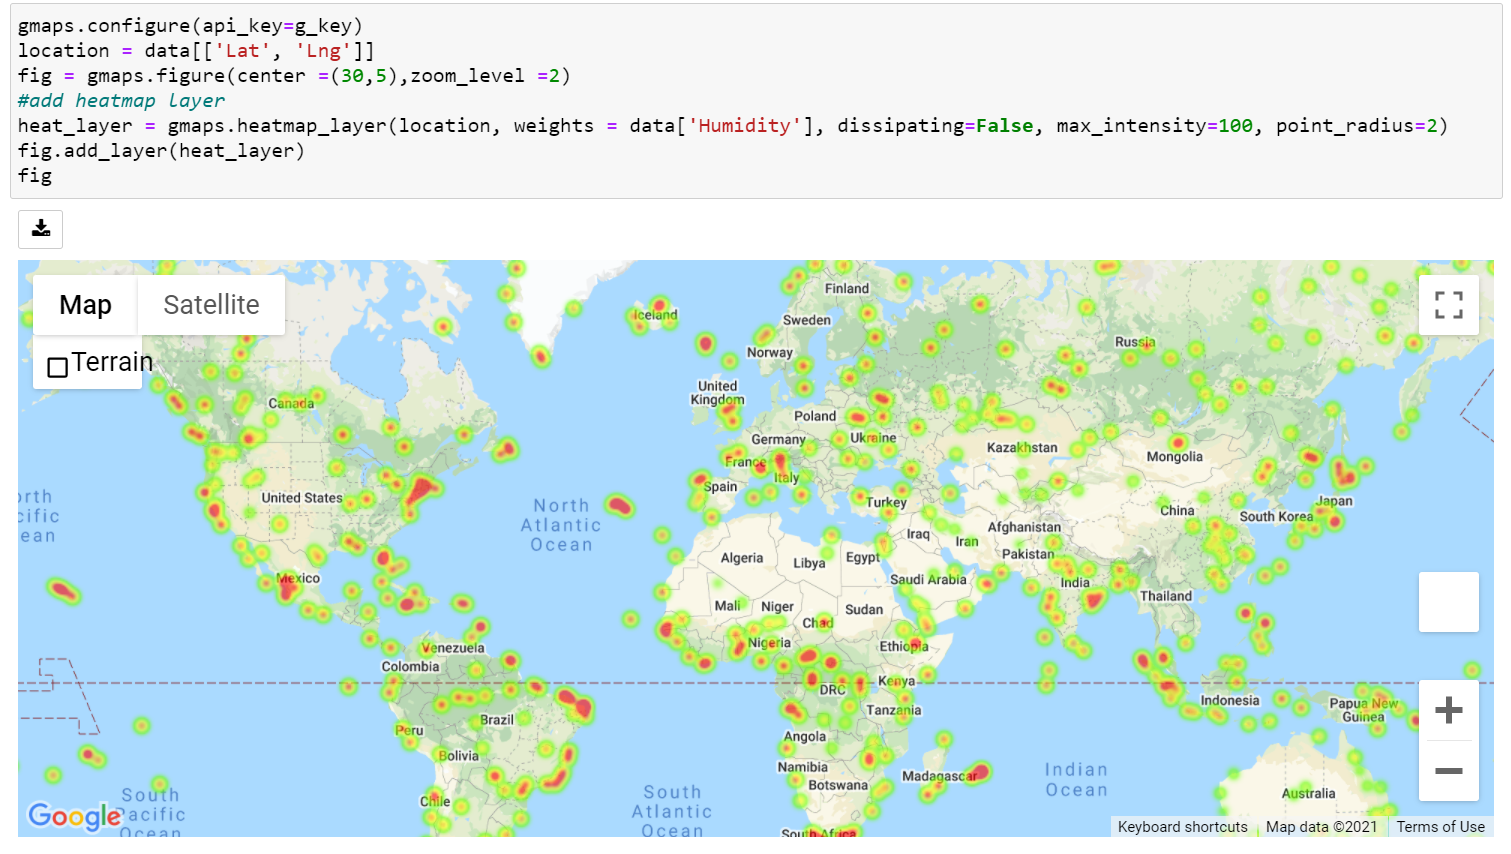 gmaps.configure(api_key=g_key)
location = data[['Lat', 'Lng']]
fig = gmaps.figure(center =(30,5),zoom_level =2)
#add heatmap layer
heat_layer = gmaps.heatmap_layer(location, weights = data['Humidity'], dissipating=False, max_intensity=100, point_radius=2)
fig.add_layer(heat_layer)
fig
Map
Satellite
Terrain
Finland
Iceland
Sweden
Norway
Russia
United
Kingdom
Canada
Poland
Germany
Ukraine
Kazakhstan
Mongolia
France
Italy
Spain
United States
North
Atlantic
Ocean
Turkey
China
Japan
South Korea
orth
cific
ean
Iraq
Iran
Afghanistan
Pakistan
Algeria
Libya
Egypt
Saudi Arabia
India
Thailand
Mexico
Mali
Niger
Sudan
Chad
Nigeria
Ethiopia
Venezuela
Colombia
DRC
Kenya
Tanzania
Indonesia
Papua New
Guinea
Brazil
Peru
Bolivia
Angola
Namibia
Botswana
Madagascar
Indian
Ocean
Chile
South
Atlantic
Ocean
South
Pacific
Ocean
Australia
South Africa
Google
Keyboard shortcuts
Map data ©2021
Terms of Use